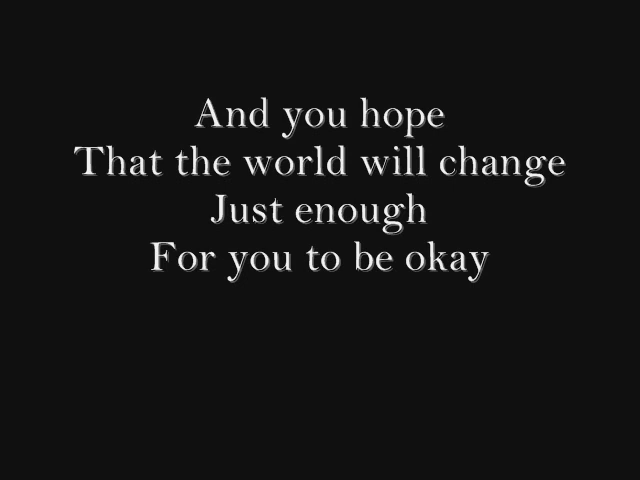 And you hope
That the world will change
Just enough
For you to be okay